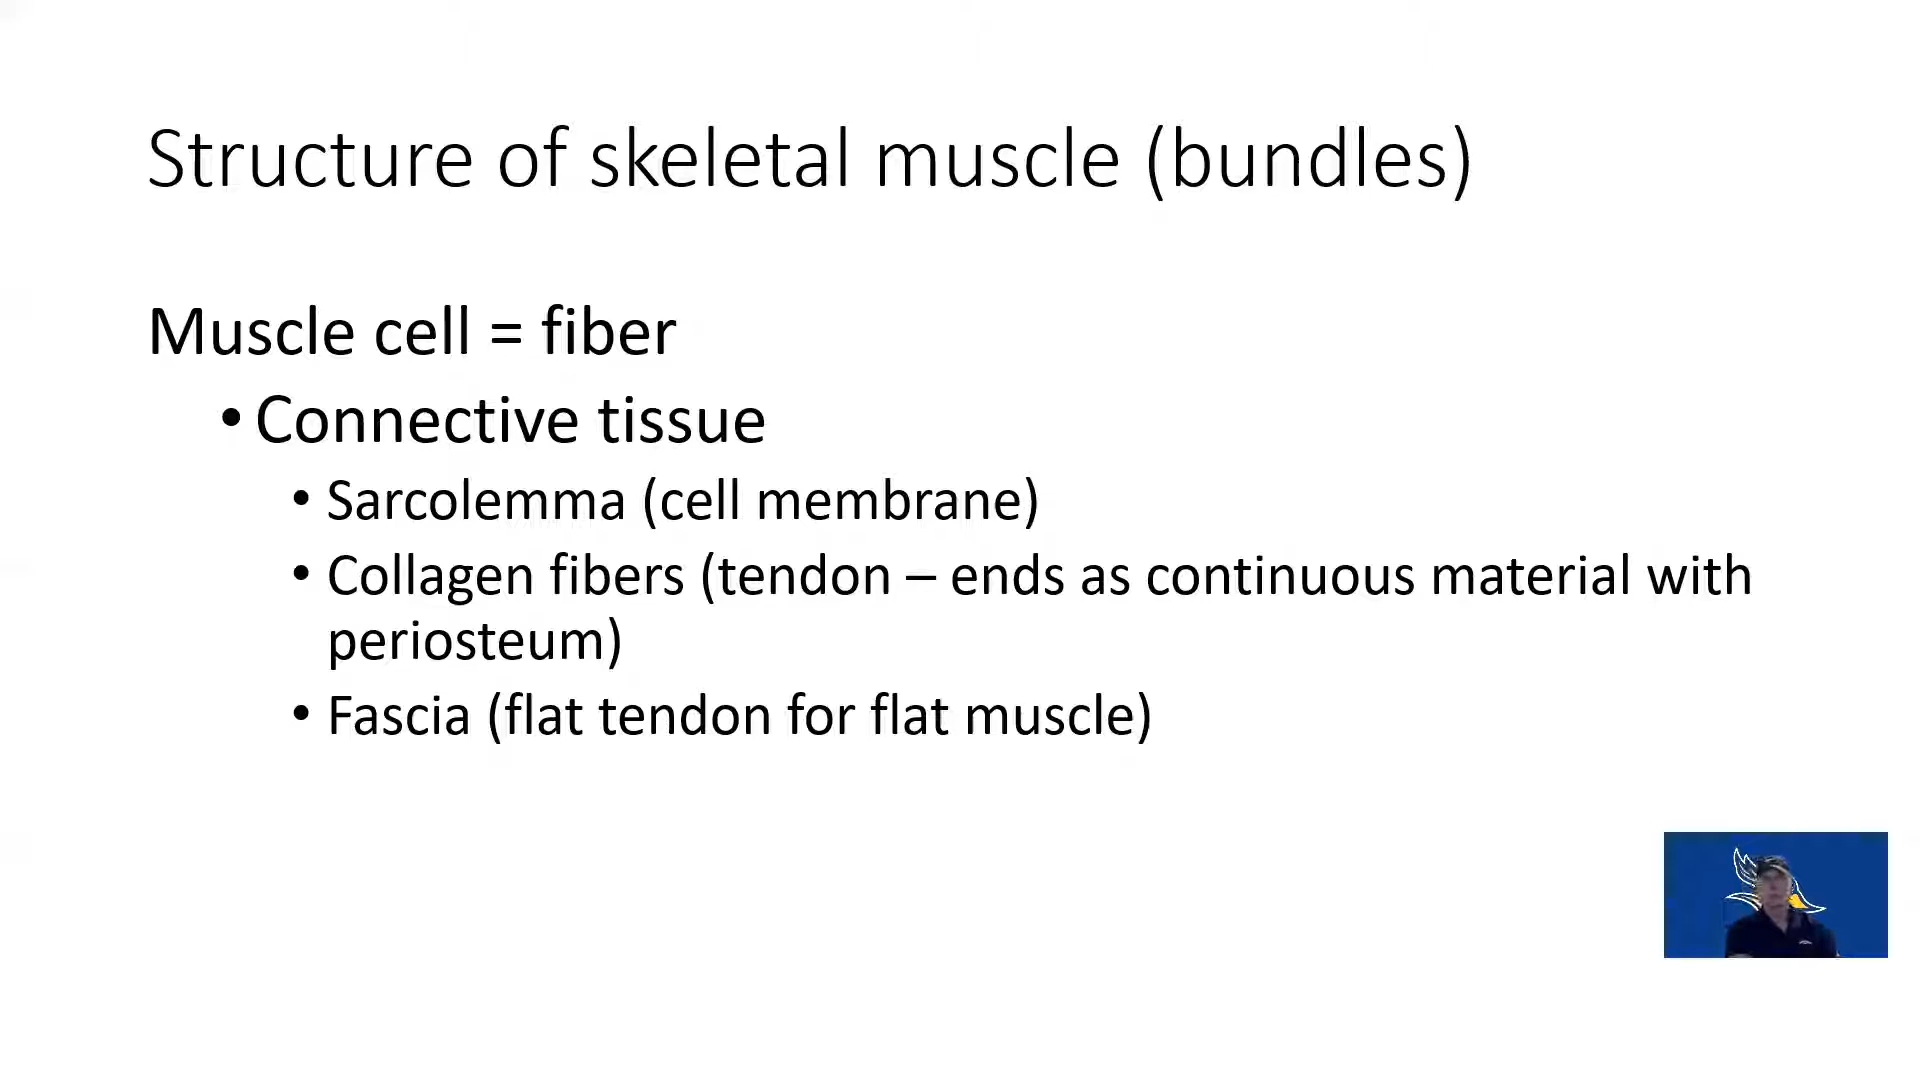 Structure of skeletal muscle (bundles)
Muscle cell = fiber
• Connective tissue
• Sarcolemma (cell membrane)
• Collagen fibers (tendon – ends as continuous material with
periosteum)
• Fascia (flat tendon for flat muscle)